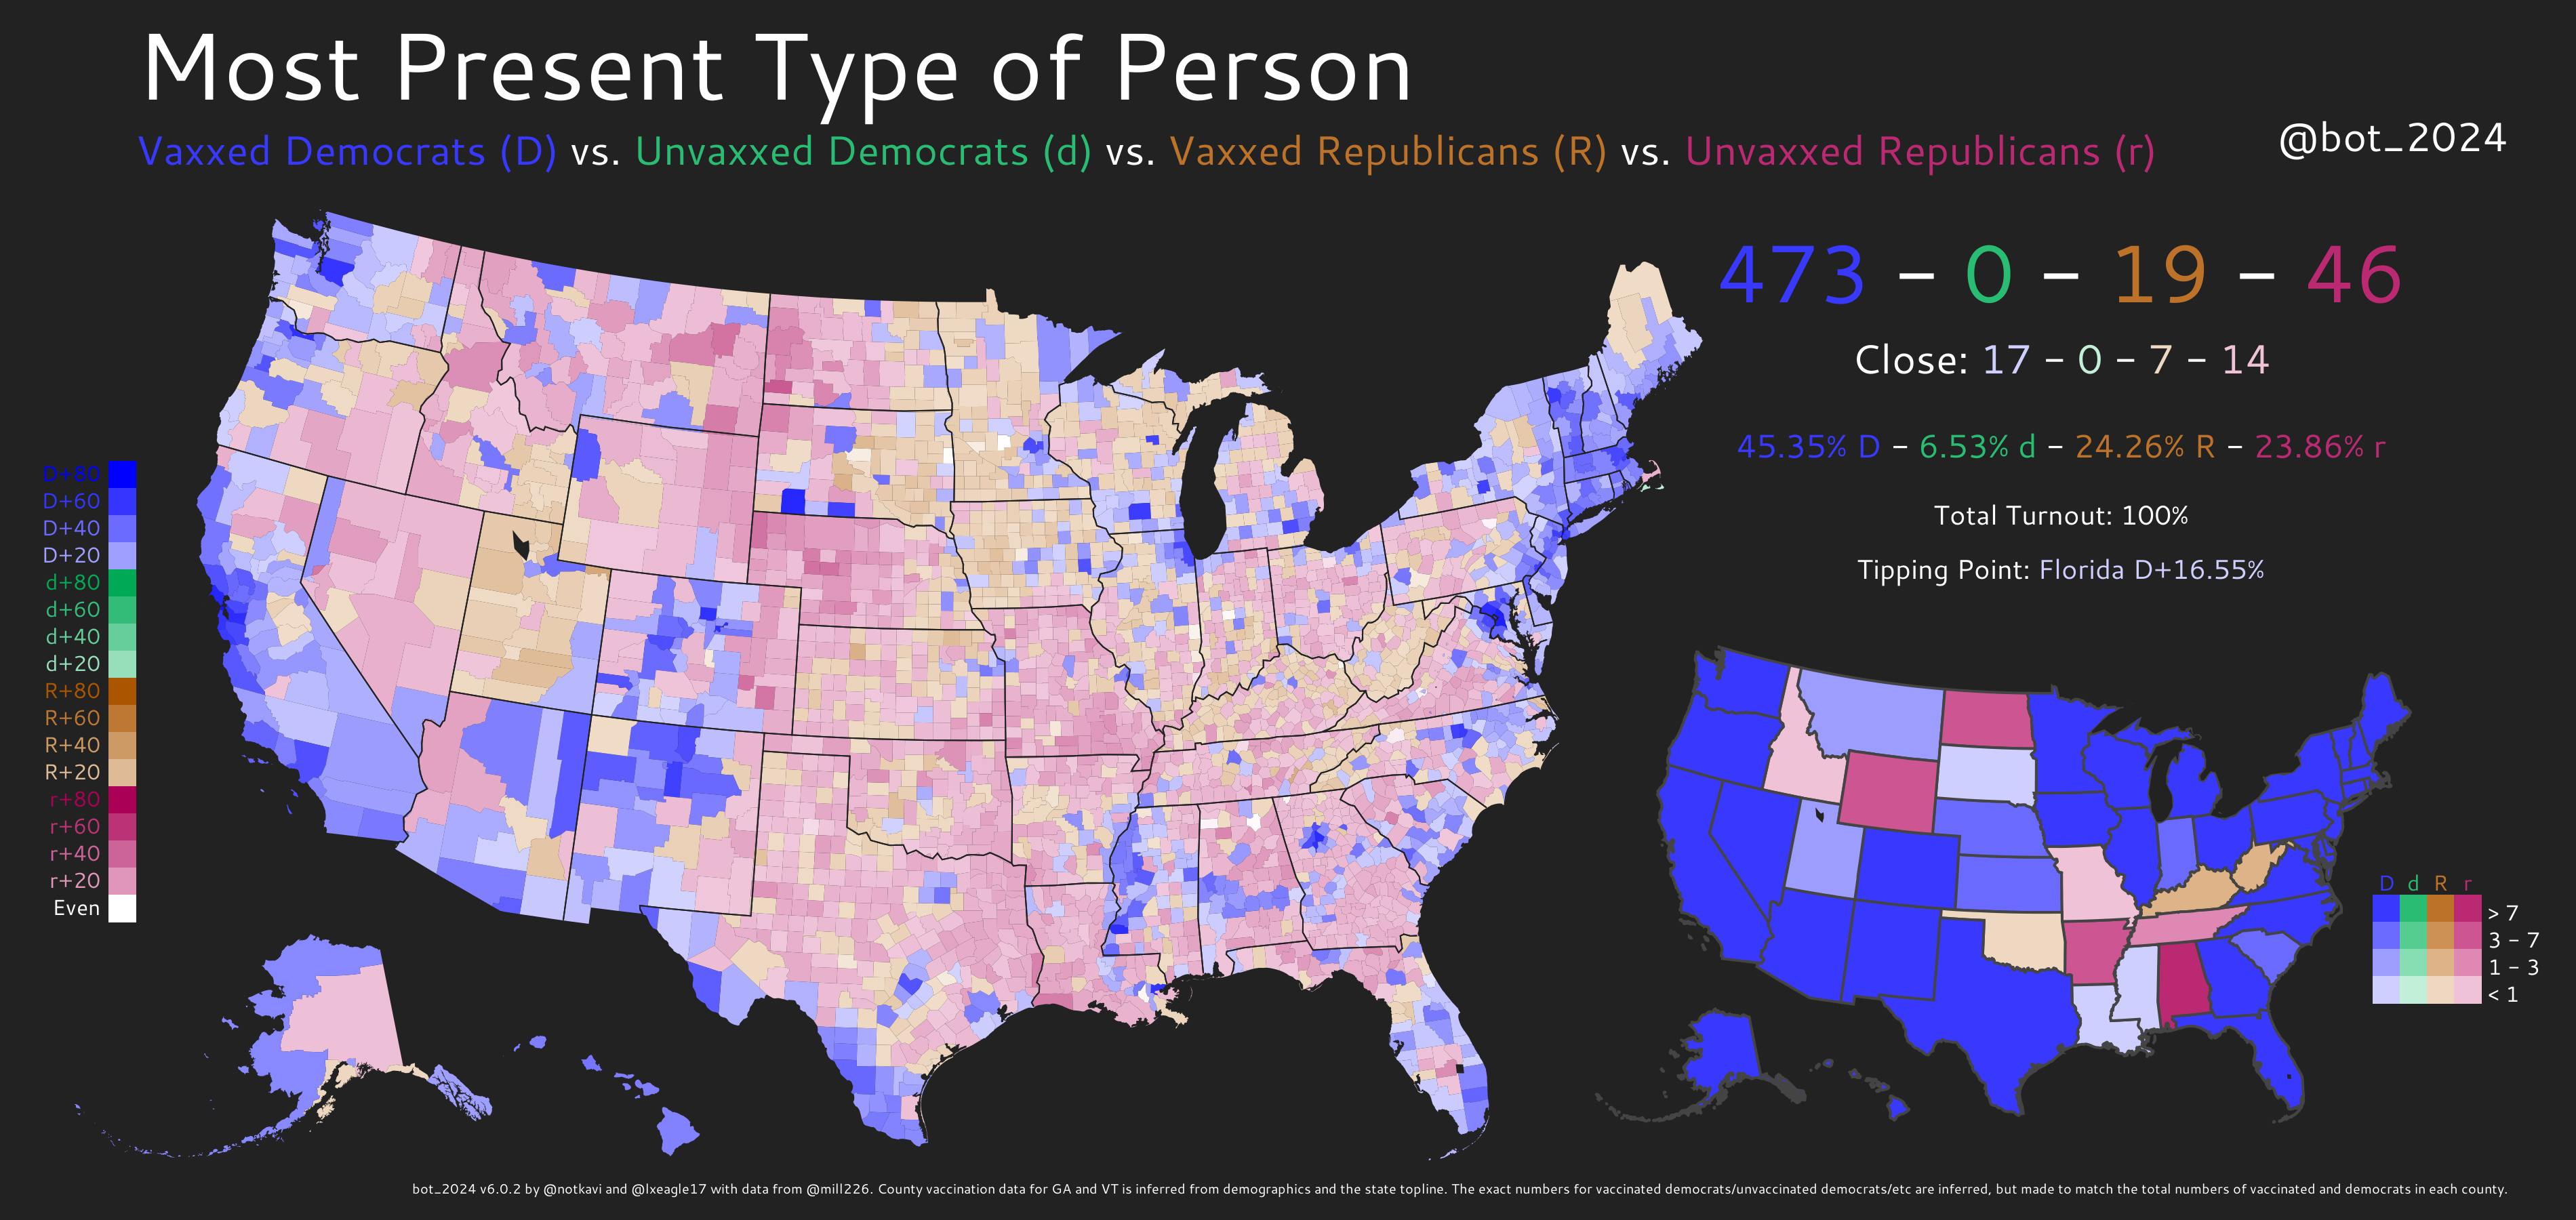 Most Present Type of Person
Vaxxed Democrats (D) vs. Unvaxxed Democrats (d) vs. Vaxxed Republicans (R) vs. Unvaxxed Republicans (r)
@bot_2024
473 - 0 - 19 - 46
Close: 17 - 0 - 7 - 14
45.35% D - 6.53% d - 24.26% R - 23.86% r
Total Turnout: 100%
Tipping Point: Florida D+16.55%
D+80
D+60
D+40
D+20
d+80
d+60
d+40
d+20
R+80
R+60
R+40
R+20
r+80
r+60
r+40
r+20
Even
D d R r
> 7
3 - 7
1 - 3
< 1
bot_2024 v6.0.2 by @notkavi and @lxeagle17 with data from @mill226. County vaccination data for GA and VT is inferred from demographics and the state topline. The exact numbers for vaccinated democrats/unvaccinated democrats/etc are inferred, but made to match the total numbers of vaccinated and democrats in each county.